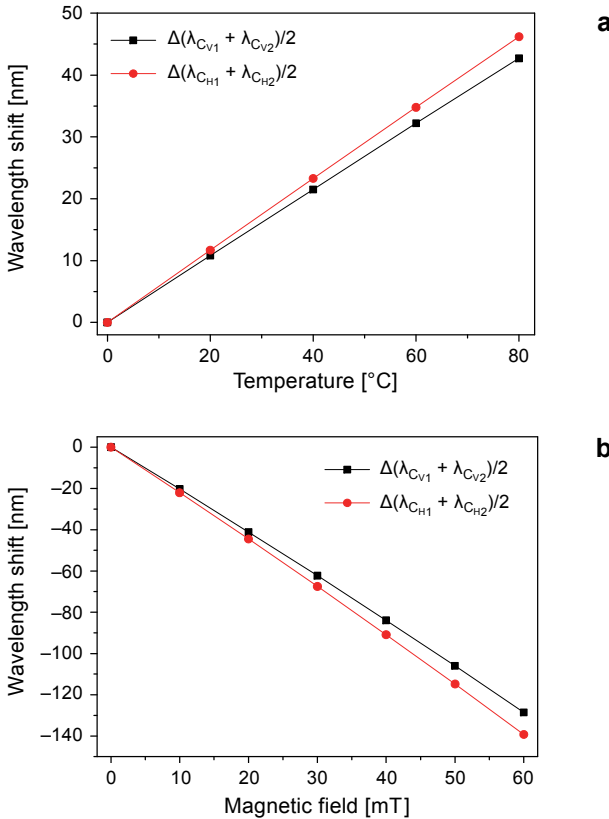 a
50
40
30
20
10
0
Wavelength shift [nm]
Δ(λCV1 + λCV2)/2
Δ(λCH1 + λCH2)/2
0 20 40 60 80
Temperature [°C]
b
0
−20
−40
−60
−80
−100
−120
−140
Wavelength shift [nm]
Δ(λCV1 + λCV2)/2
Δ(λCH1 + λCH2)/2
0 10 20 30 40 50 60
Magnetic field [mT]